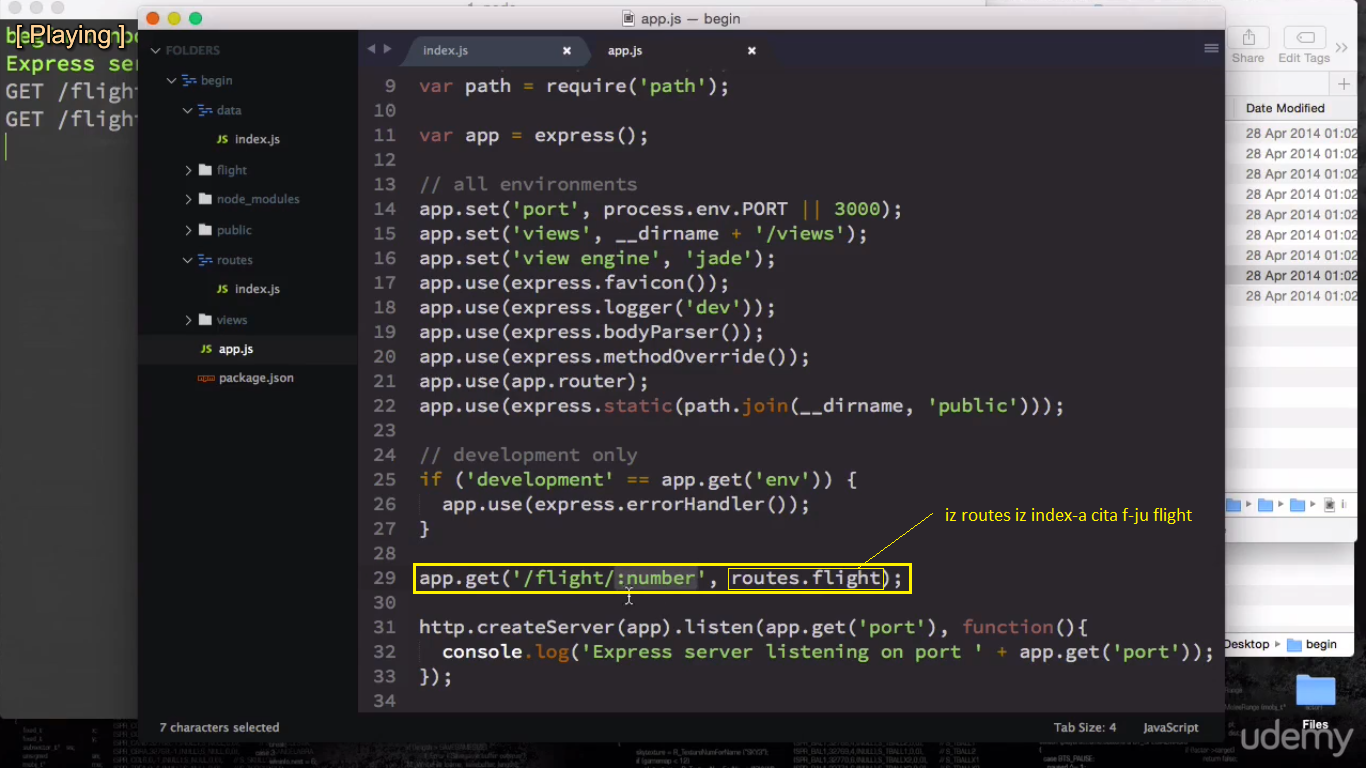 [ Playing ]
Express ser
GET /flight
GET /flight
app.js — begin
FOLDERS
begin
data
JS index.js
flight
node_modules
public
routes
JS index.js
views
JS app.js
package.json
index.js
app.js
9 var path = require('path');
10
11 var app = express();
12
13 // all environments
14 app.set('port', process.env.PORT || 3000);
15 app.set('views', __dirname + '/views');
16 app.set('view engine', 'jade');
17 app.use(express.favicon());
18 app.use(express.logger('dev'));
19 app.use(express.bodyParser());
20 app.use(express.methodOverride());
21 app.use(app.router);
22 app.use(express.static(path.join(__dirname, 'public')));
23
24 // development only
25 if ('development' == app.get('env')) {
26 app.use(express.errorHandler());
27 }
28
29 app.get('/flight/:number', routes.flight);
30
31 http.createServer(app).listen(app.get('port'), function(){
32 console.log('Express server listening on port ' + app.get('port'));
33 });
34
iz routes iz index-a cita f-ju flight
7 characters selected
Tab Size: 4
JavaScript
Share
Edit Tags
Date Modified
28 Apr 2014 01:02
28 Apr 2014 01:02
28 Apr 2014 01:02
28 Apr 2014 01:02
28 Apr 2014 01:02
28 Apr 2014 01:02
28 Apr 2014 01:02
28 Apr 2014 01:02
28 Apr 2014 01:02
Desktop
begin
Files
udemy